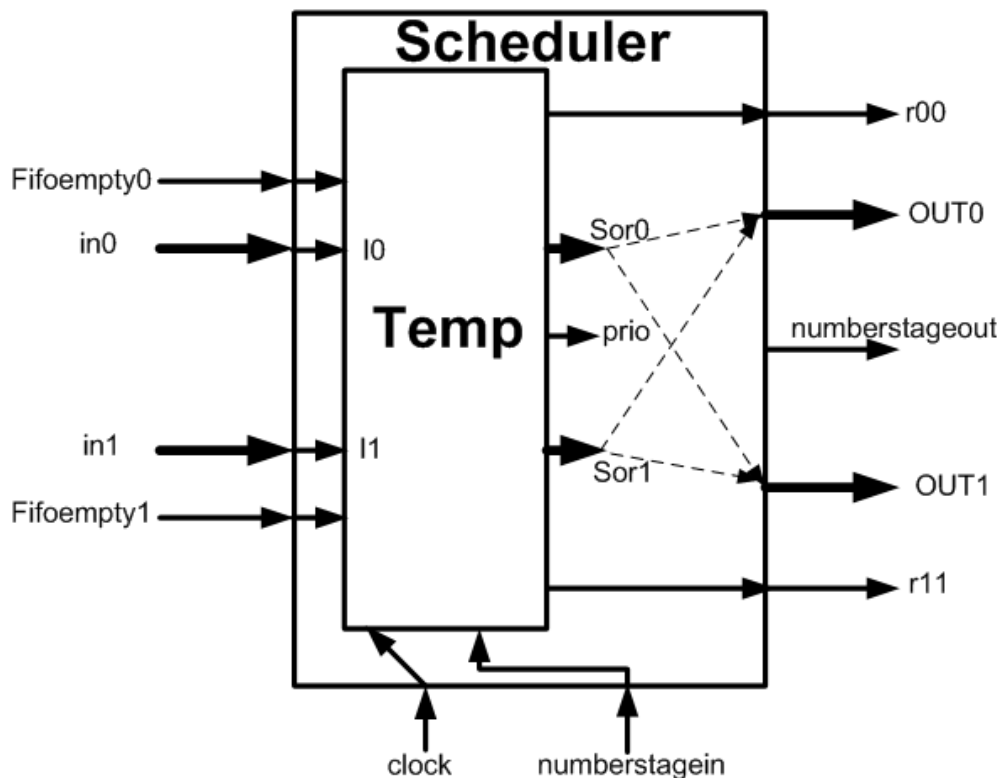 Scheduler
r00
Fifoempty0
OUT0
Sor0
in0
I0
Temp
prio
numberstageout
in1
I1
Sor1
OUT1
Fifoempty1
r11
clock
numberstagein